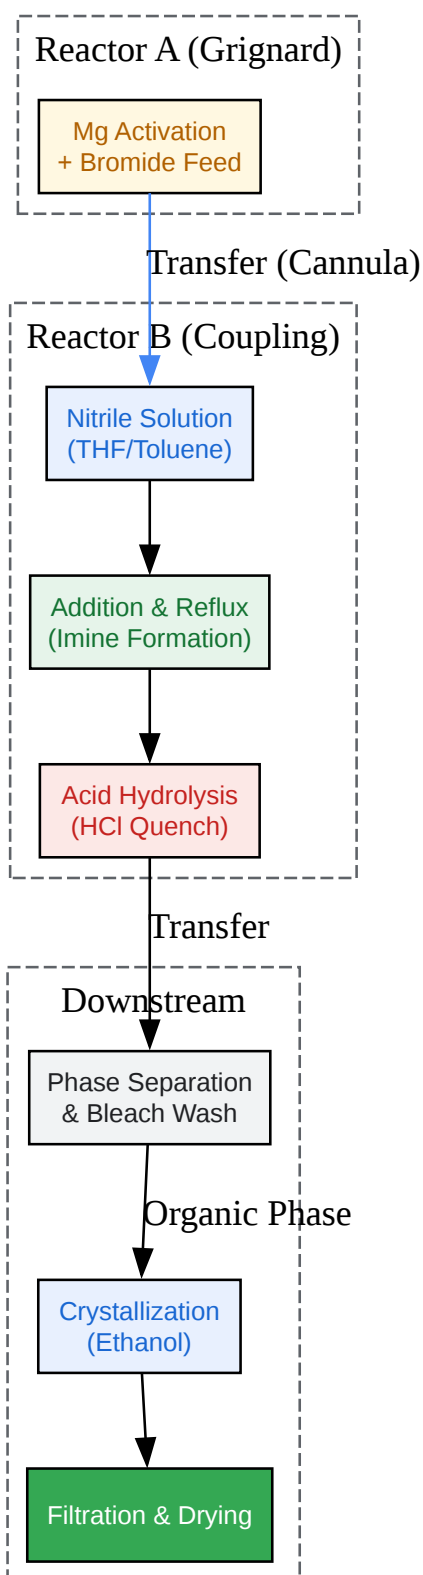 Reactor A (Grignard)
Mg Activation
+ Bromide Feed
Transfer (Cannula)
Reactor B (Coupling)
Nitrile Solution
(THF/Toluene)
Addition & Reflux
(Imine Formation)
Acid Hydrolysis
(HCl Quench)
Transfer
Downstream
Phase Separation
& Bleach Wash
Organic Phase
Crystallization
(Ethanol)
Filtration & Drying